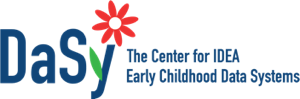 DaSy
The Center for IDEA
Early Childhood Data Systems